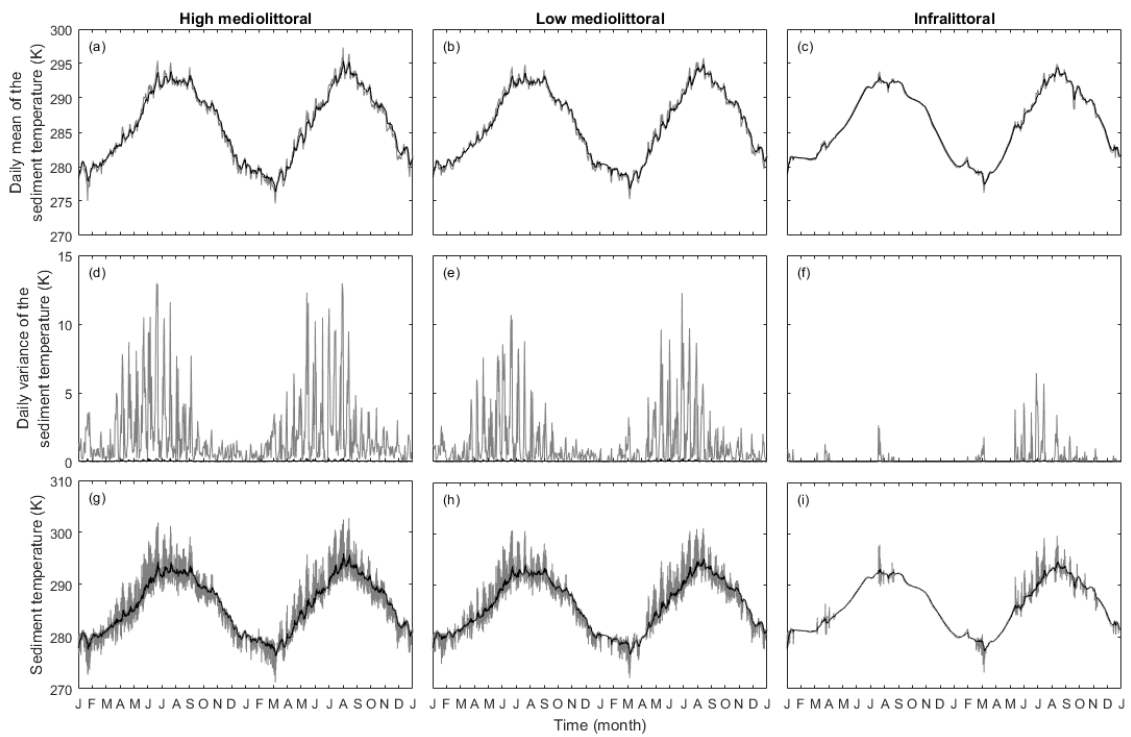 High mediolittoral Low mediolittoral Infralittoral
Daily mean of the
sediment temperature (K)
300
295
290
285
280
275
270
(a) (b) (c)
Daily variance of the
sediment temperature (K)
15
10
5
0
(d) (e) (f)
Sediment temperature (K)
310
300
290
280
270
(g) (h) (i)
J F M A M J J A S O N D J F M A M J J A S O N D J J F M A M J J A S O N D J F M A M J J A S O N D J J F M A M J J A S O N D J F M A M J J A S O N D J
Time (month)